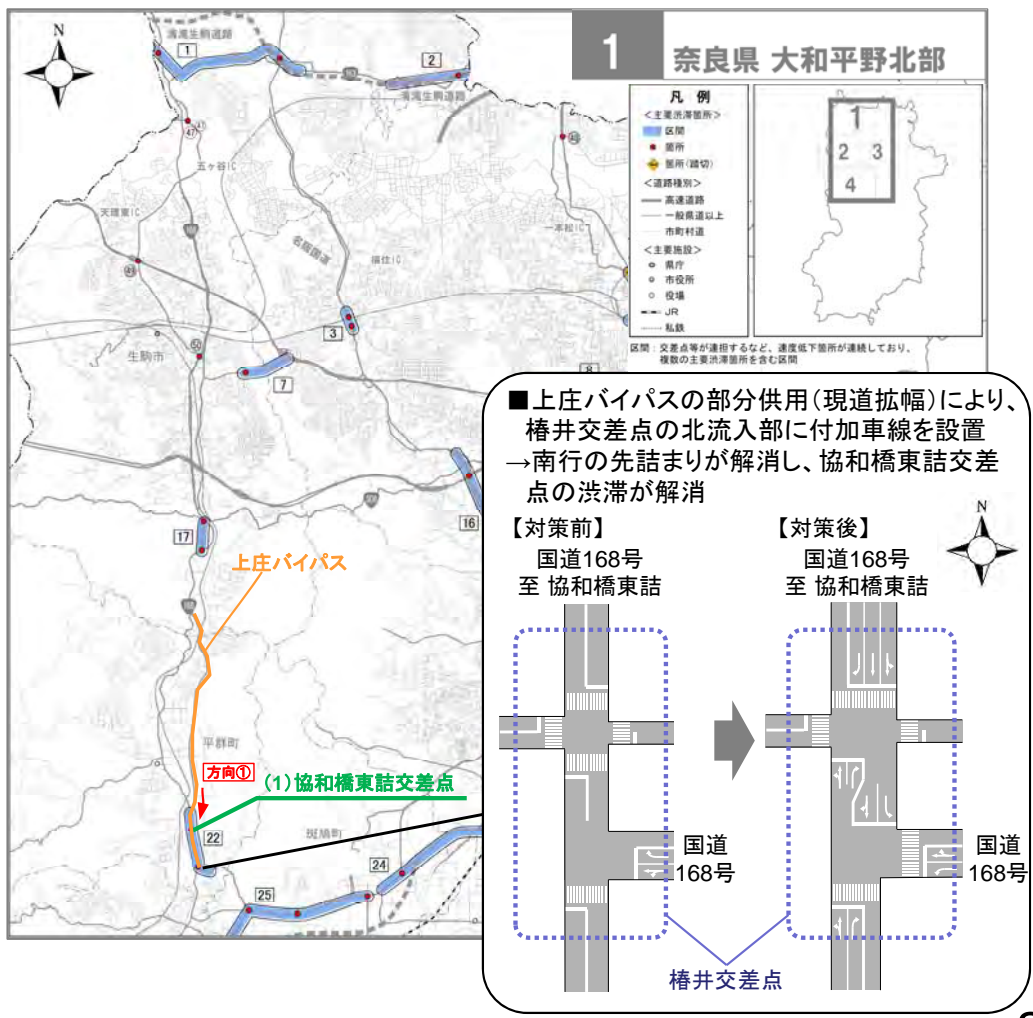 1
奈良県 大和平野北部
N
清滝生駒道路
1
2
清滝生駒道路
163
凡 例
<主要渋滞箇所>
区間
箇所
箇所(踏切)
<道路種別>
高速道路
一般県道以上
市町村道
<主要施設>
県庁
市役所
役場
JR
私鉄
1
2
3
4
区間:交差点等が連担するなど、速度低下箇所が連続しており、
複数の主要渋滞箇所を含む区間
47
41
五ヶ谷IC
天理東IC
名阪国道
福住IC
一本松IC
49
生駒市
50
3
7
8
16
17
上庄バイパス
平群町
方向①
(1)協和橋東詰交差点
22
斑鳩町
24
25
■上庄バイパスの部分供用(現道拡幅)により、
椿井交差点の北流入部に付加車線を設置
→南行の先詰まりが解消し、協和橋東詰交差
点の渋滞が解消
【対策前】
国道168号
至 協和橋東詰
【対策後】
国道168号
至 協和橋東詰
N
国道
168号
国道
168号
椿井交差点